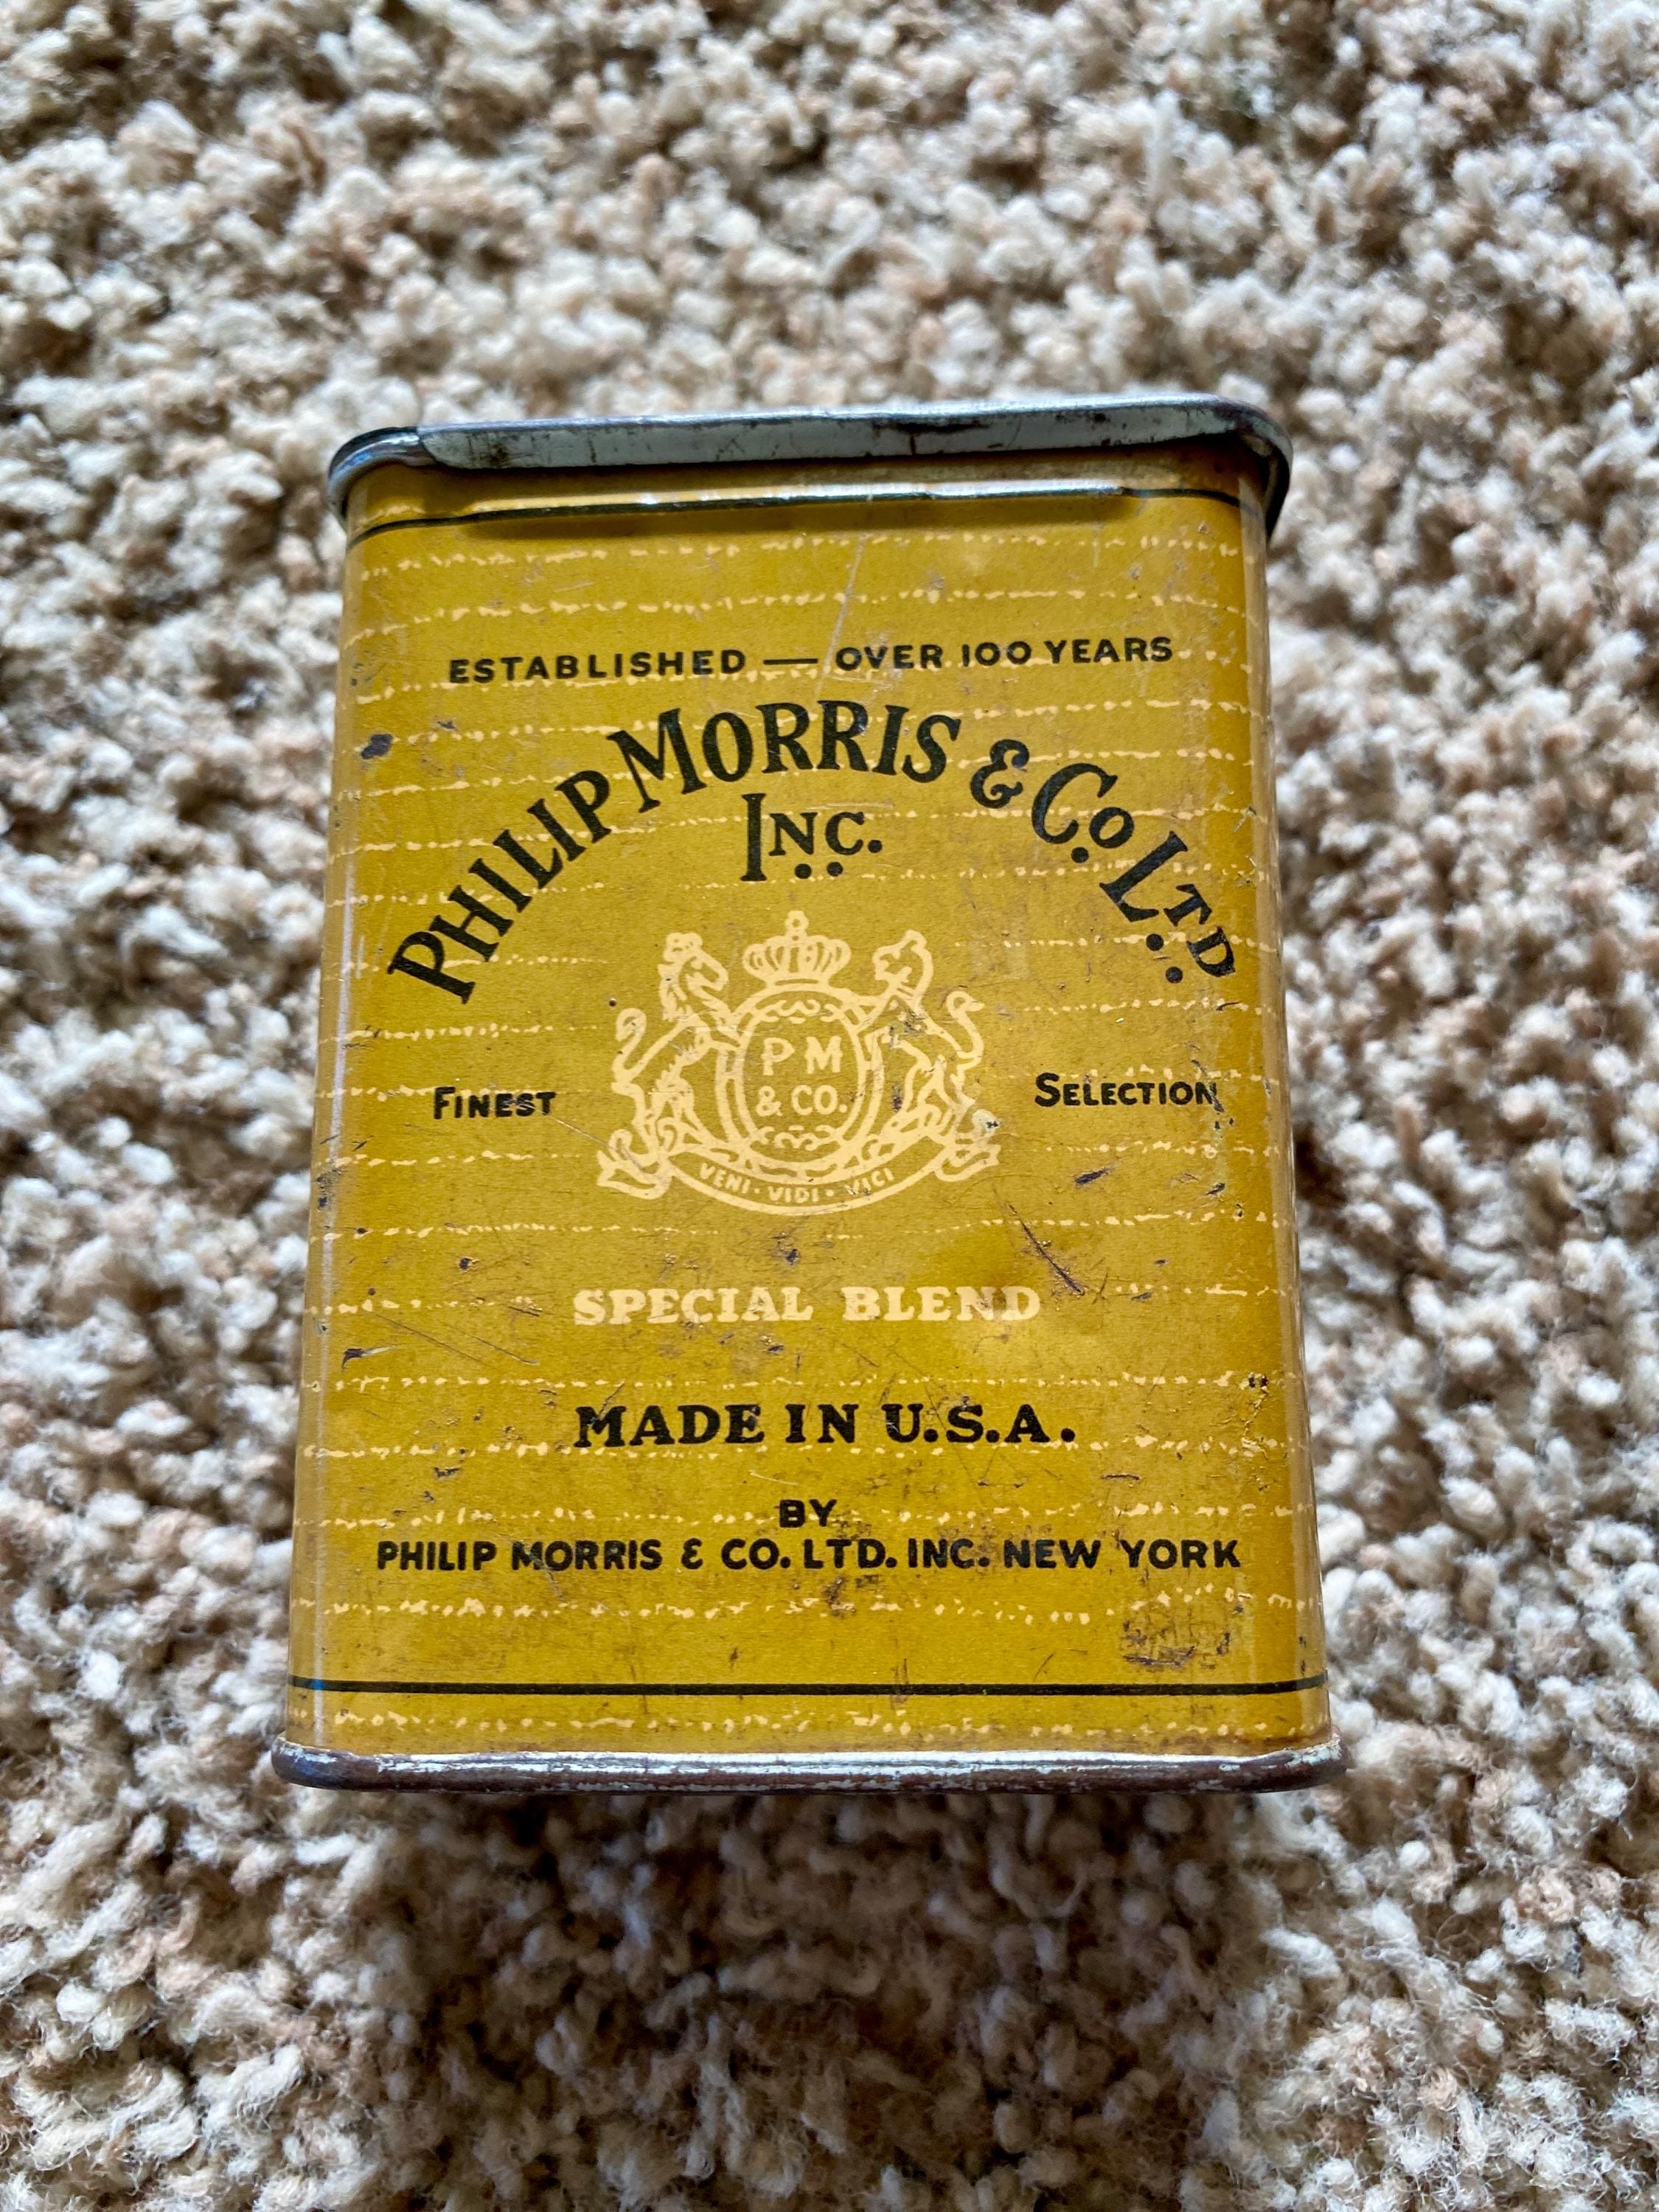 ESTABLISHED — OVER 100 YEARS
PHILIP MORRIS & Co. LTD.
INC.
P M
& CO.
FINEST
SELECTION
VENI · VIDI · VICI
SPECIAL BLEND
MADE IN U.S.A.
BY
PHILIP MORRIS & CO. LTD. INC. NEW YORK